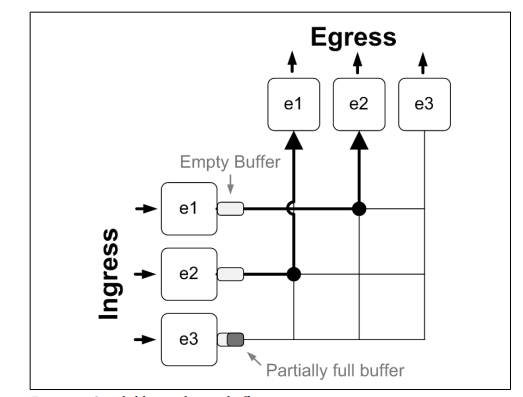 Egress
e1 e2 e3
Empty Buffer
Ingress
e1
e2
e3
Partially full buffer